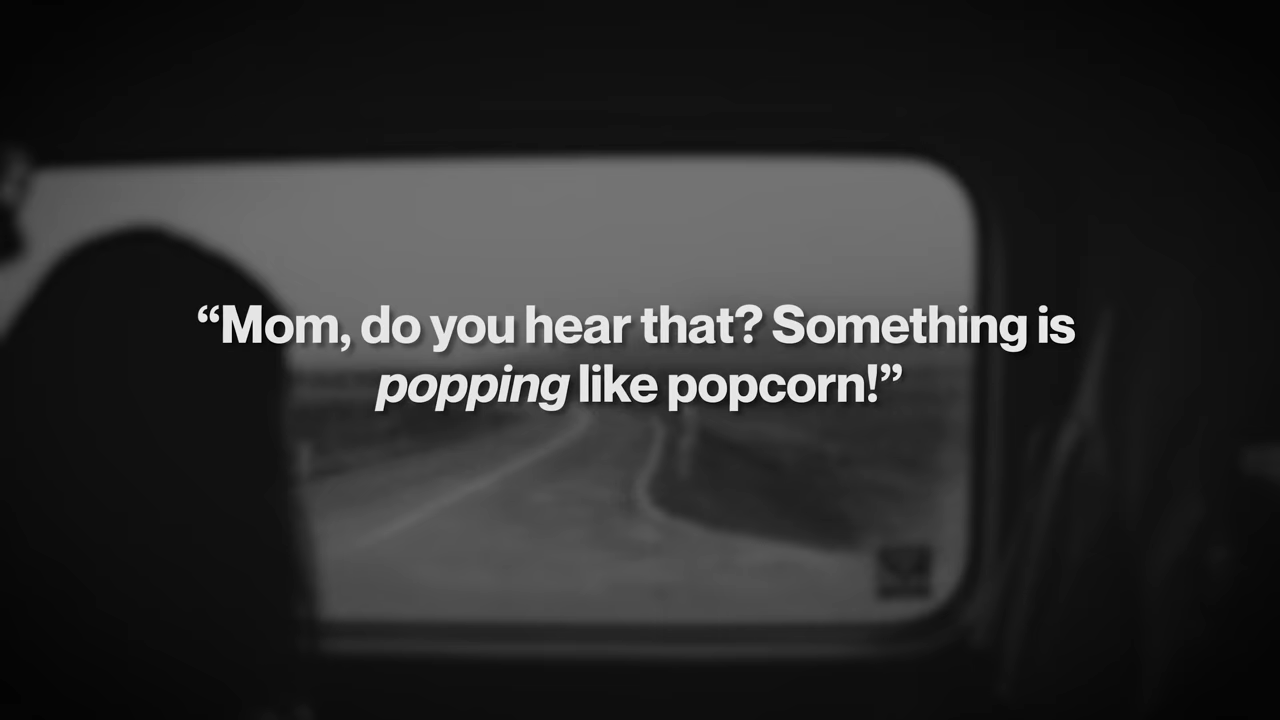 “Mom, do you hear that? Something is
popping like popcorn!”